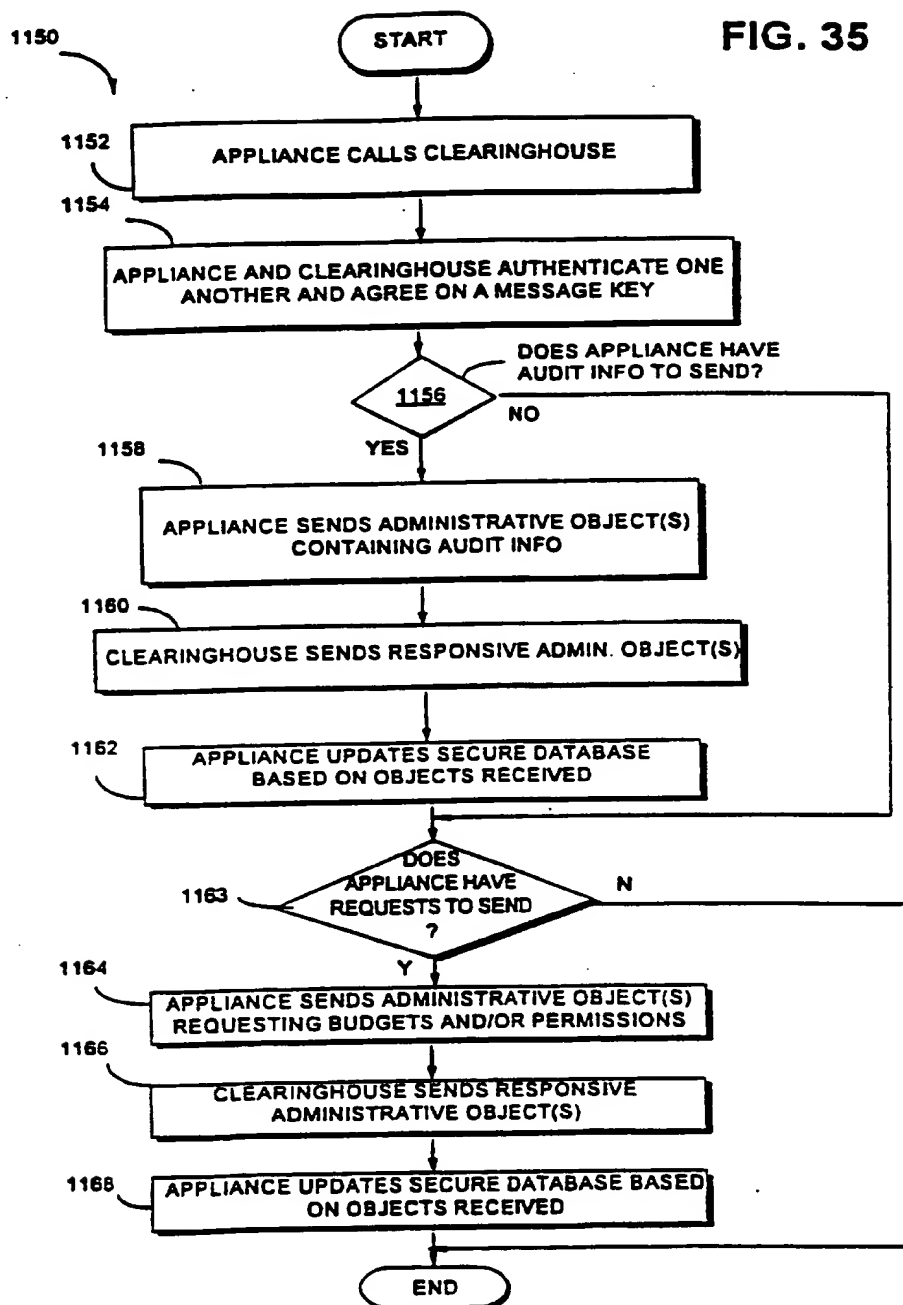 FIG. 35
1150
START
1152
APPLIANCE CALLS CLEARINGHOUSE
1154
APPLIANCE AND CLEARINGHOUSE AUTHENTICATE ONE
ANOTHER AND AGREE ON A MESSAGE KEY
DOES APPLIANCE HAVE
AUDIT INFO TO SEND?
1156
NO
YES
1158
APPLIANCE SENDS ADMINISTRATIVE OBJECT(S)
CONTAINING AUDIT INFO
1160
CLEARINGHOUSE SENDS RESPONSIVE ADMIN. OBJECT(S)
1162
APPLIANCE UPDATES SECURE DATABASE
BASED ON OBJECTS RECEIVED
DOES
APPLIANCE HAVE
REQUESTS TO SEND
?
1163
N
Y
1164
APPLIANCE SENDS ADMINISTRATIVE OBJECT(S)
REQUESTING BUDGETS AND/OR PERMISSIONS
1166
CLEARINGHOUSE SENDS RESPONSIVE
ADMINISTRATIVE OBJECT(S)
1168
APPLIANCE UPDATES SECURE DATABASE BASED
ON OBJECTS RECEIVED
END